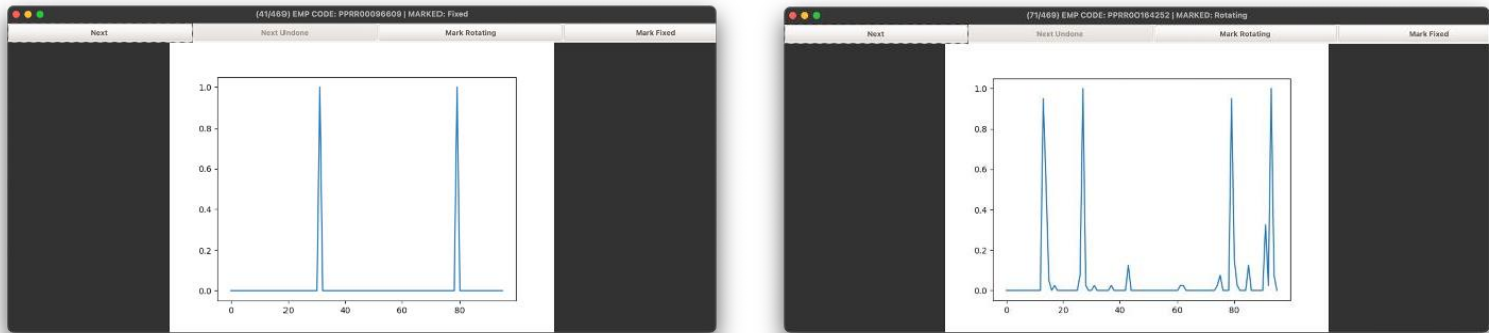 (41/469) EMP CODE: PPRR00096609 | MARKED: Fixed
Next
Next Undone
Mark Rotating
Mark Fixed
1.0
0.8
0.6
0.4
0.2
0.0
0 20 40 60 80
(71/469) EMP CODE: PPRR00164252 | MARKED: Rotating
Next
Next Undone
Mark Rotating
Mark Fixed
1.0
0.8
0.6
0.4
0.2
0.0
0 20 40 60 80